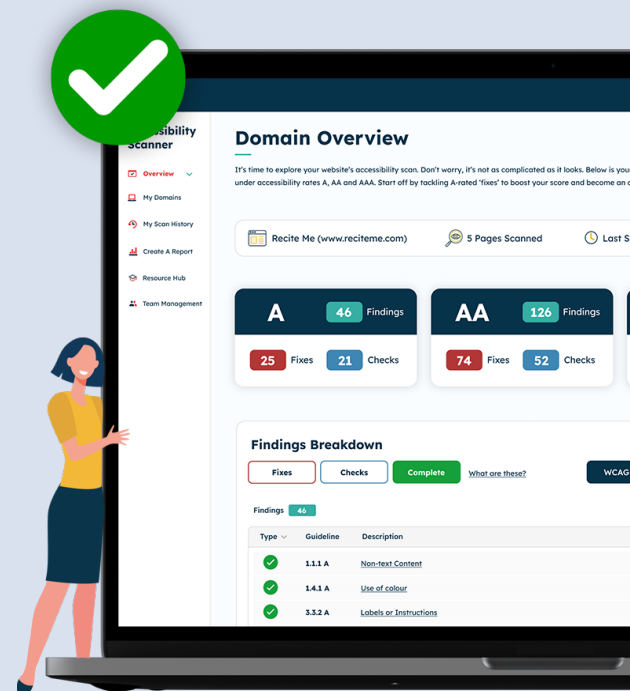 Scanner
Overview
My Domains
My Scan History
Create A Report
Resource Hub
Team Management
Domain Overview
It's time to explore your website's accessibility scan. Don't worry, it's not as complicated as it looks. Below is
under accessibility rates A, AA and AAA. Start off by tackling A-rated 'fixes' to boost your score and become an
Recite Me (www.reciteme.com)
5 Pages Scanned
Last
A 46 Findings
25 Fixes 21 Checks
AA 126 Findings
74 Fixes 52 Checks
Findings Breakdown
Fixes Checks Complete What are these? WCAG
Findings 46
Type Guideline Description
1.1.1 A Non-text Content
1.4.1 A Use of colour
3.3.2 A Labels or Instructions